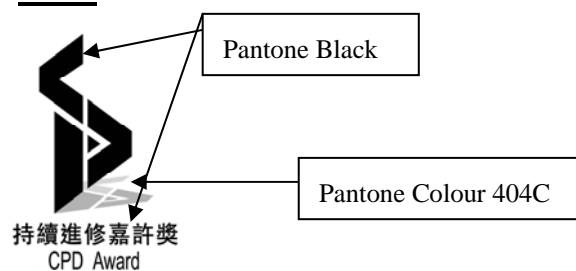 Pantone Black
Pantone Colour 404C
持續進修嘉許獎
CPD Award